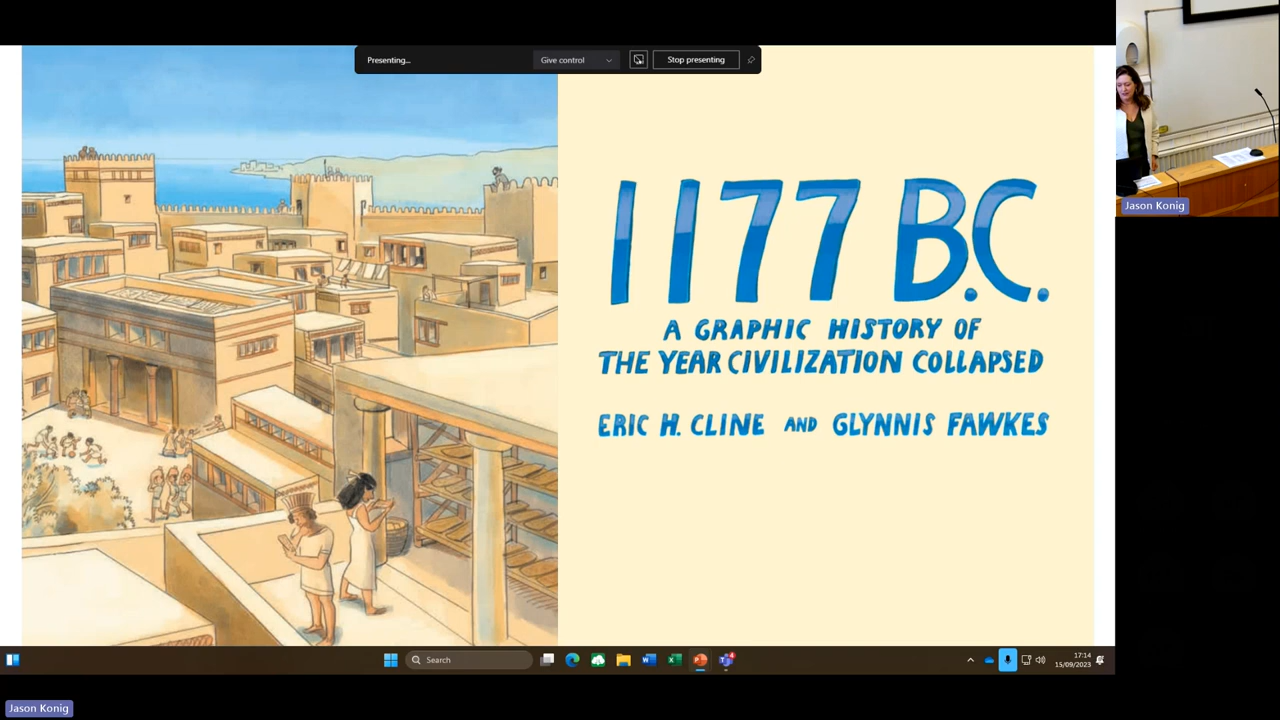 Presenting...
Give control
Stop presenting
1177 B.C.
A GRAPHIC HISTORY OF
THE YEAR CIVILIZATION COLLAPSED
ERIC H. CLINE AND GLYNNIS FAWKES
Jason Konig
Search
4
17:14
15/09/2023
Jason Konig